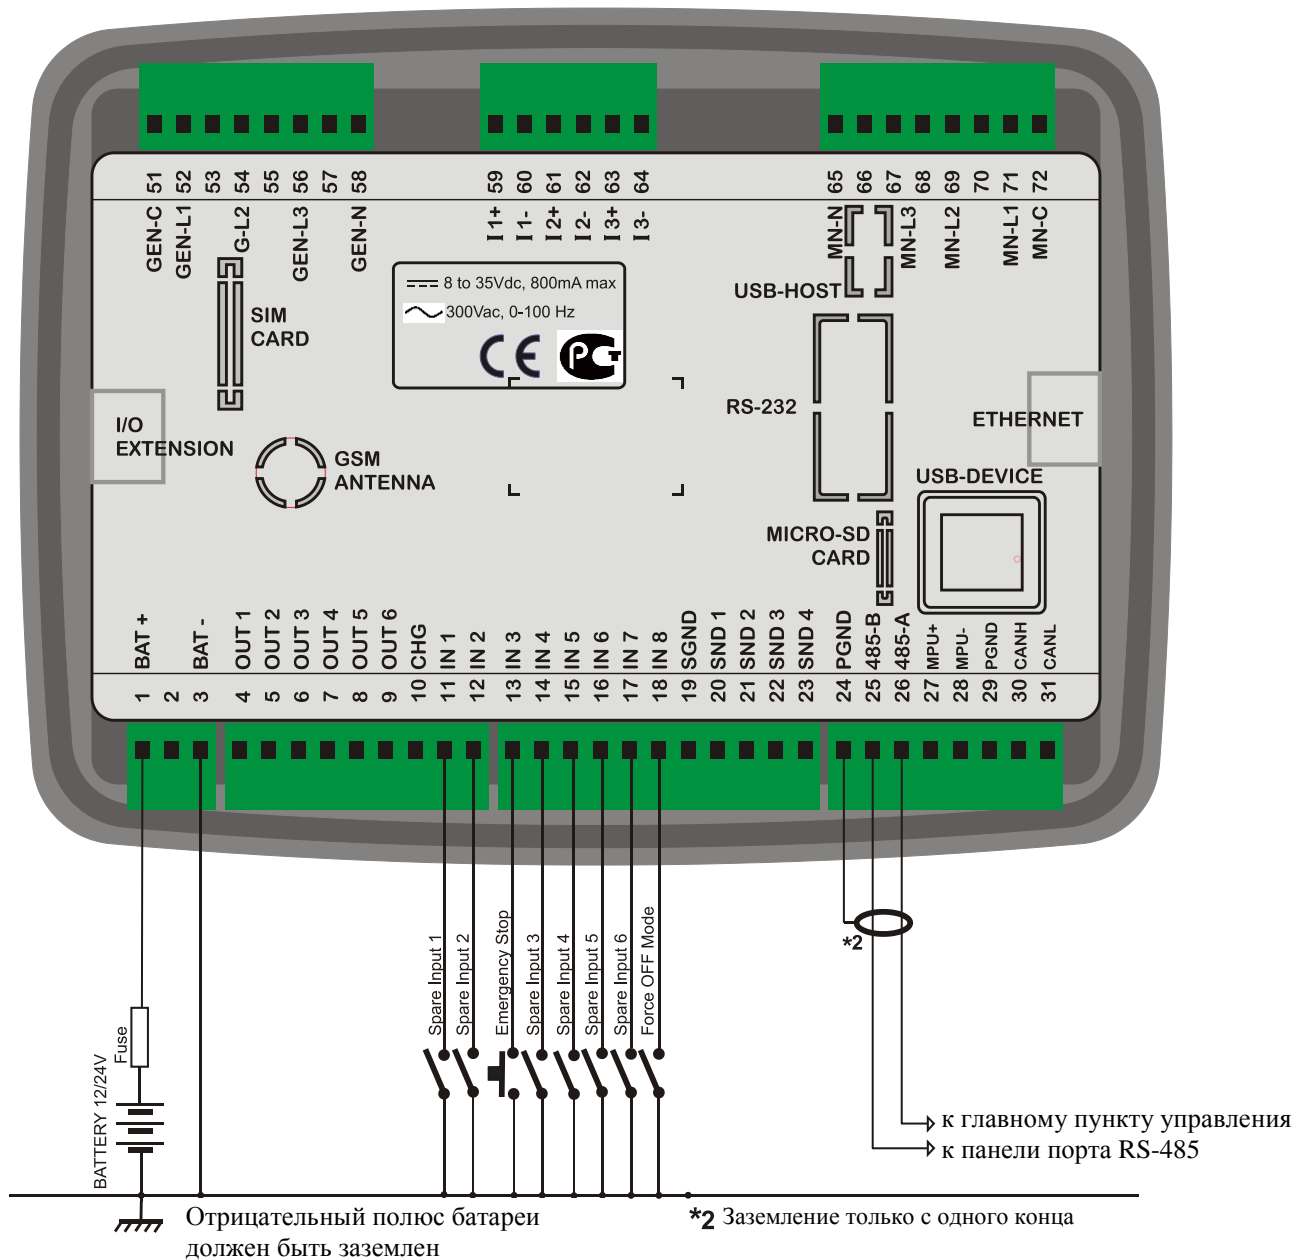 51 52 53 54 55 56 57 58
59 60 61 62 63 64
65 66 67 68 69 70 71 72
GEN-C
GEN-L1
G-L2
GEN-L3
GEN-N
I1+
I1-
I2+
I2-
I3+
I3-
MN-N
MN-L3
MN-L2
MN-L1
MN-C
8 to 35Vdc, 800mA max
300Vac, 0-100 Hz
CE
USB-HOST
SIM
CARD
RS-232
I/O
EXTENSION
GSM
ANTENNA
ETHERNET
USB-DEVICE
MICRO-SD
CARD
1 BAT +
2
3 BAT -
4 OUT 1
5 OUT 2
6 OUT 3
7 OUT 4
8 OUT 5
9 OUT 6
10 CHG
11 IN 1
12 IN 2
13 IN 3
14 IN 4
15 IN 5
16 IN 6
17 IN 7
18 IN 8
19 SGND
20 SND 1
21 SND 2
22 SND 3
23 SND 4
24 PGND
25 485-B
26 485-A
27 MPU+
28 MPU-
29 PGND
30 CANH
31 CANL
Spare Input 1
Spare Input 2
Emergency Stop
Spare Input 3
Spare Input 4
Spare Input 5
Spare Input 6
Force OFF Mode
*2
Fuse
BATTERY 12/24V
к главному пункту управления
к панели порта RS-485
Отрицательный полюс батареи
должен быть заземлен
*2 Заземление только с одного конца